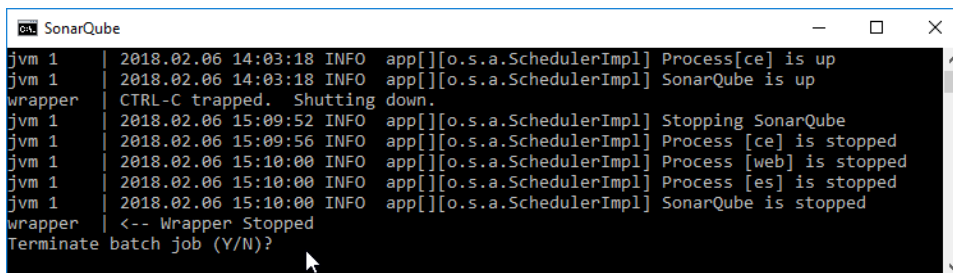 C:\. SonarQube
jvm 1    | 2018.02.06 14:03:18 INFO  app[][o.s.a.SchedulerImpl] Process[ce] is up
jvm 1    | 2018.02.06 14:03:18 INFO  app[][o.s.a.SchedulerImpl] SonarQube is up
wrapper  | CTRL-C trapped.  Shutting down.
jvm 1    | 2018.02.06 15:09:52 INFO  app[][o.s.a.SchedulerImpl] Stopping SonarQube
jvm 1    | 2018.02.06 15:09:56 INFO  app[][o.s.a.SchedulerImpl] Process [ce] is stopped
jvm 1    | 2018.02.06 15:10:00 INFO  app[][o.s.a.SchedulerImpl] Process [web] is stopped
jvm 1    | 2018.02.06 15:10:00 INFO  app[][o.s.a.SchedulerImpl] Process [es] is stopped
jvm 1    | 2018.02.06 15:10:00 INFO  app[][o.s.a.SchedulerImpl] SonarQube is stopped
wrapper  | <-- Wrapper Stopped
Terminate batch job (Y/N)?